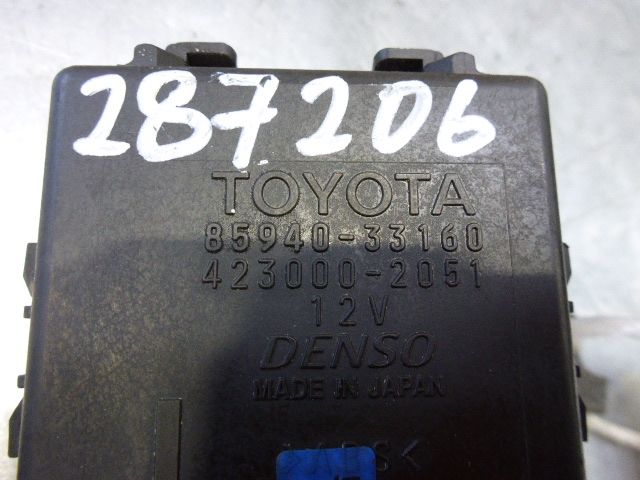 287206
TOYOTA
85940-33160
423000-2051
12V
DENSO
MADE IN JAPAN